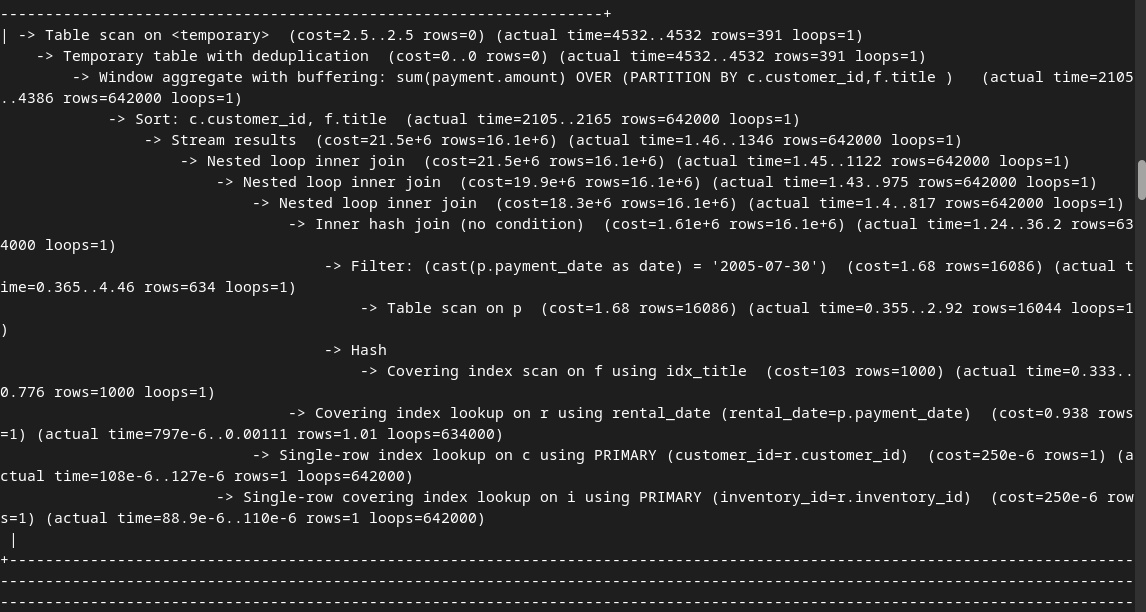 -------------------------------------------------------------------+
| -> Table scan on <temporary>  (cost=2.5..2.5 rows=0) (actual time=4532..4532 rows=391 loops=1)
    -> Temporary table with deduplication  (cost=0..0 rows=0) (actual time=4532..4532 rows=391 loops=1)
        -> Window aggregate with buffering: sum(payment.amount) OVER (PARTITION BY c.customer_id,f.title )   (actual time=2105
..4386 rows=642000 loops=1)
            -> Sort: c.customer_id, f.title  (actual time=2105..2165 rows=642000 loops=1)
                -> Stream results  (cost=21.5e+6 rows=16.1e+6) (actual time=1.46..1346 rows=642000 loops=1)
                    -> Nested loop inner join  (cost=21.5e+6 rows=16.1e+6) (actual time=1.45..1122 rows=642000 loops=1)
                        -> Nested loop inner join  (cost=19.9e+6 rows=16.1e+6) (actual time=1.43..975 rows=642000 loops=1)
                            -> Nested loop inner join  (cost=18.3e+6 rows=16.1e+6) (actual time=1.4..817 rows=642000 loops=1)
                                -> Inner hash join (no condition)  (cost=1.61e+6 rows=16.1e+6) (actual time=1.24..36.2 rows=63
4000 loops=1)
                                    -> Filter: (cast(p.payment_date as date) = '2005-07-30')  (cost=1.68 rows=16086) (actual t
ime=0.365..4.46 rows=634 loops=1)
                                        -> Table scan on p  (cost=1.68 rows=16086) (actual time=0.355..2.92 rows=16044 loops=1
)
                                    -> Hash
                                        -> Covering index scan on f using idx_title  (cost=103 rows=1000) (actual time=0.333..
0.776 rows=1000 loops=1)
                                -> Covering index lookup on r using rental_date (rental_date=p.payment_date)  (cost=0.938 rows
=1) (actual time=797e-6..0.00111 rows=1.01 loops=634000)
                            -> Single-row index lookup on c using PRIMARY (customer_id=r.customer_id)  (cost=250e-6 rows=1) (a
ctual time=108e-6..127e-6 rows=1 loops=642000)
                        -> Single-row covering index lookup on i using PRIMARY (inventory_id=r.inventory_id)  (cost=250e-6 row
s=1) (actual time=88.9e-6..110e-6 rows=1 loops=642000)
 |
+-----------------------------------------------------------------------------------------------------------------------------
------------------------------------------------------------------------------------------------------------------------------
------------------------------------------------------------------------------------------------------------------------------